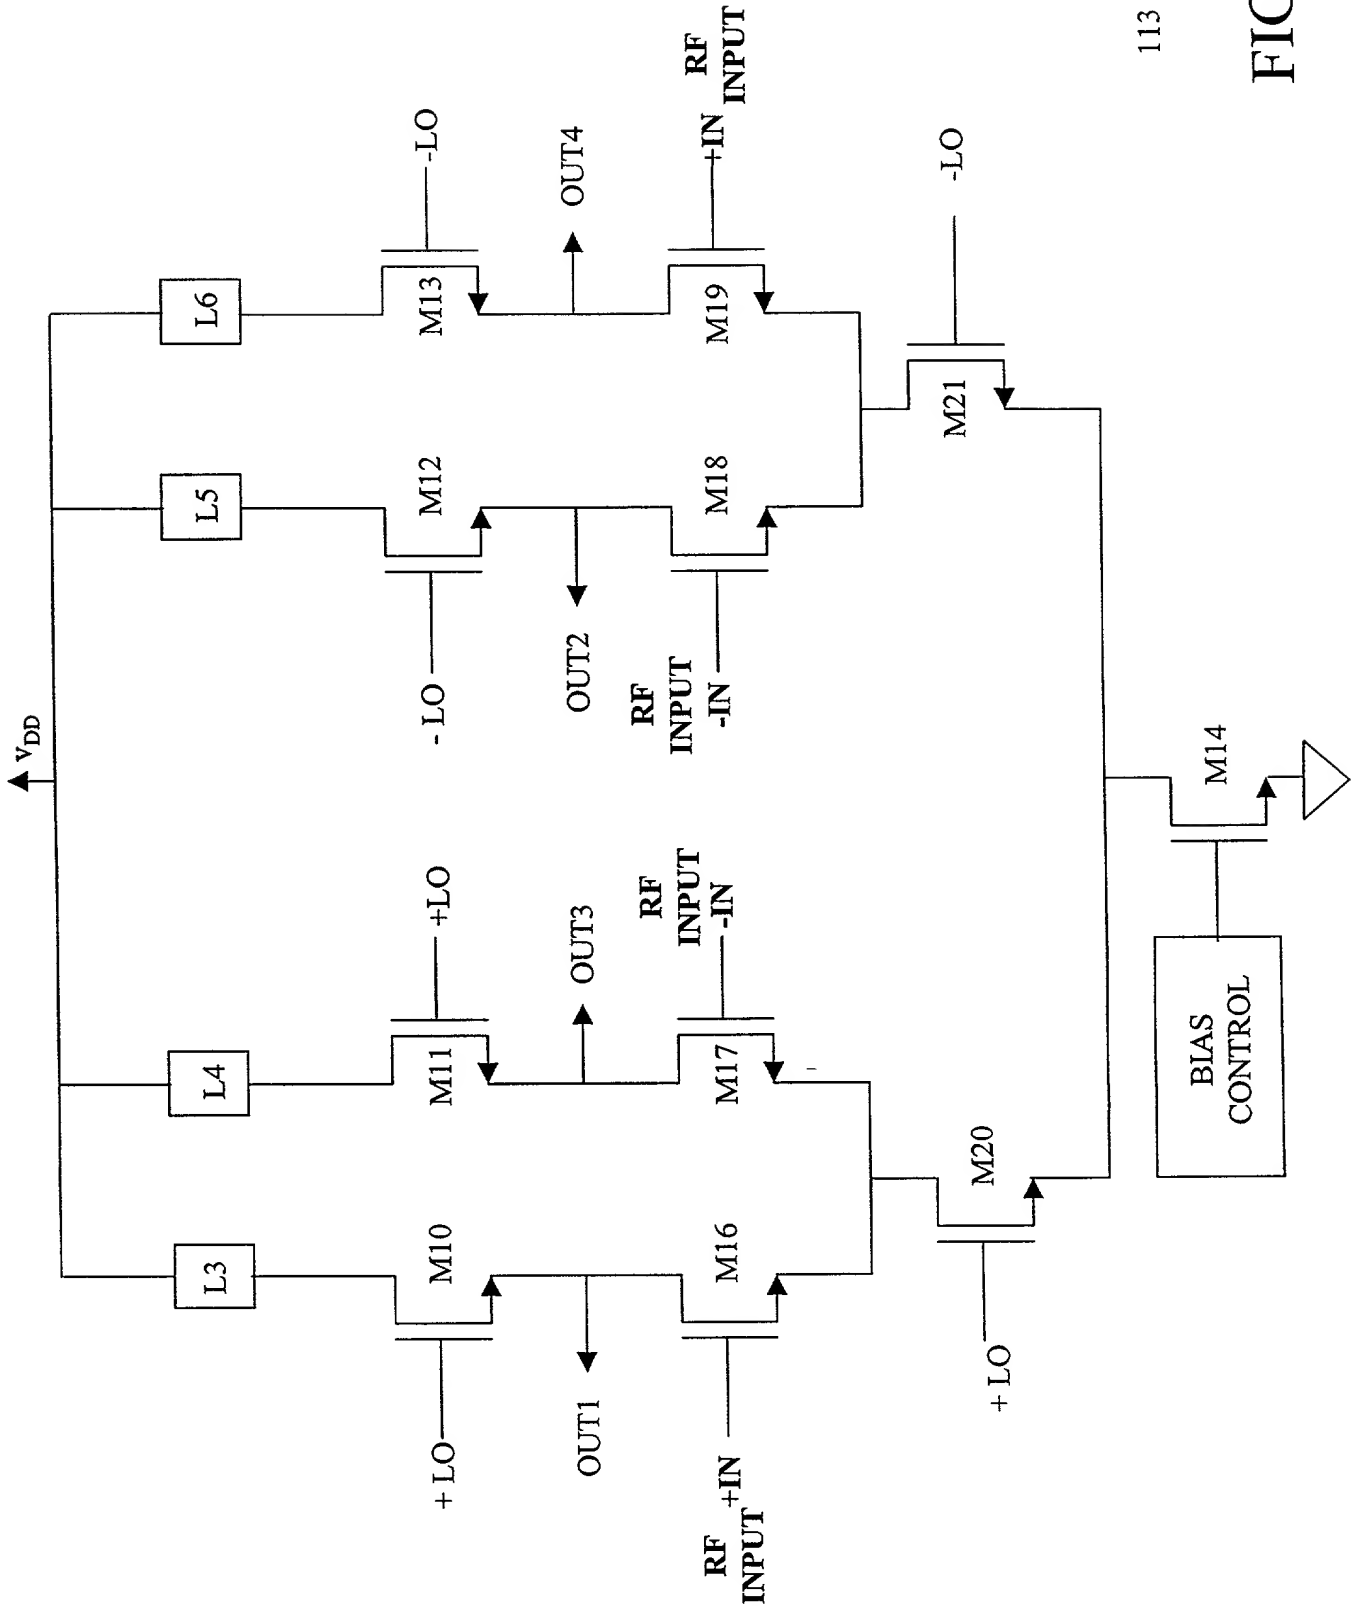 VDD
L3
L4
L5
L6
+ LO
M10
M11
+LO
- LO
M12
M13
-LO
OUT1
OUT3
OUT2
OUT4
RF
INPUT
+IN
M16
M17
RF
INPUT
-IN
RF
INPUT
-IN
M18
M19
+IN
RF
INPUT
+ LO
M20
M21
-LO
BIAS
CONTROL
M14
113